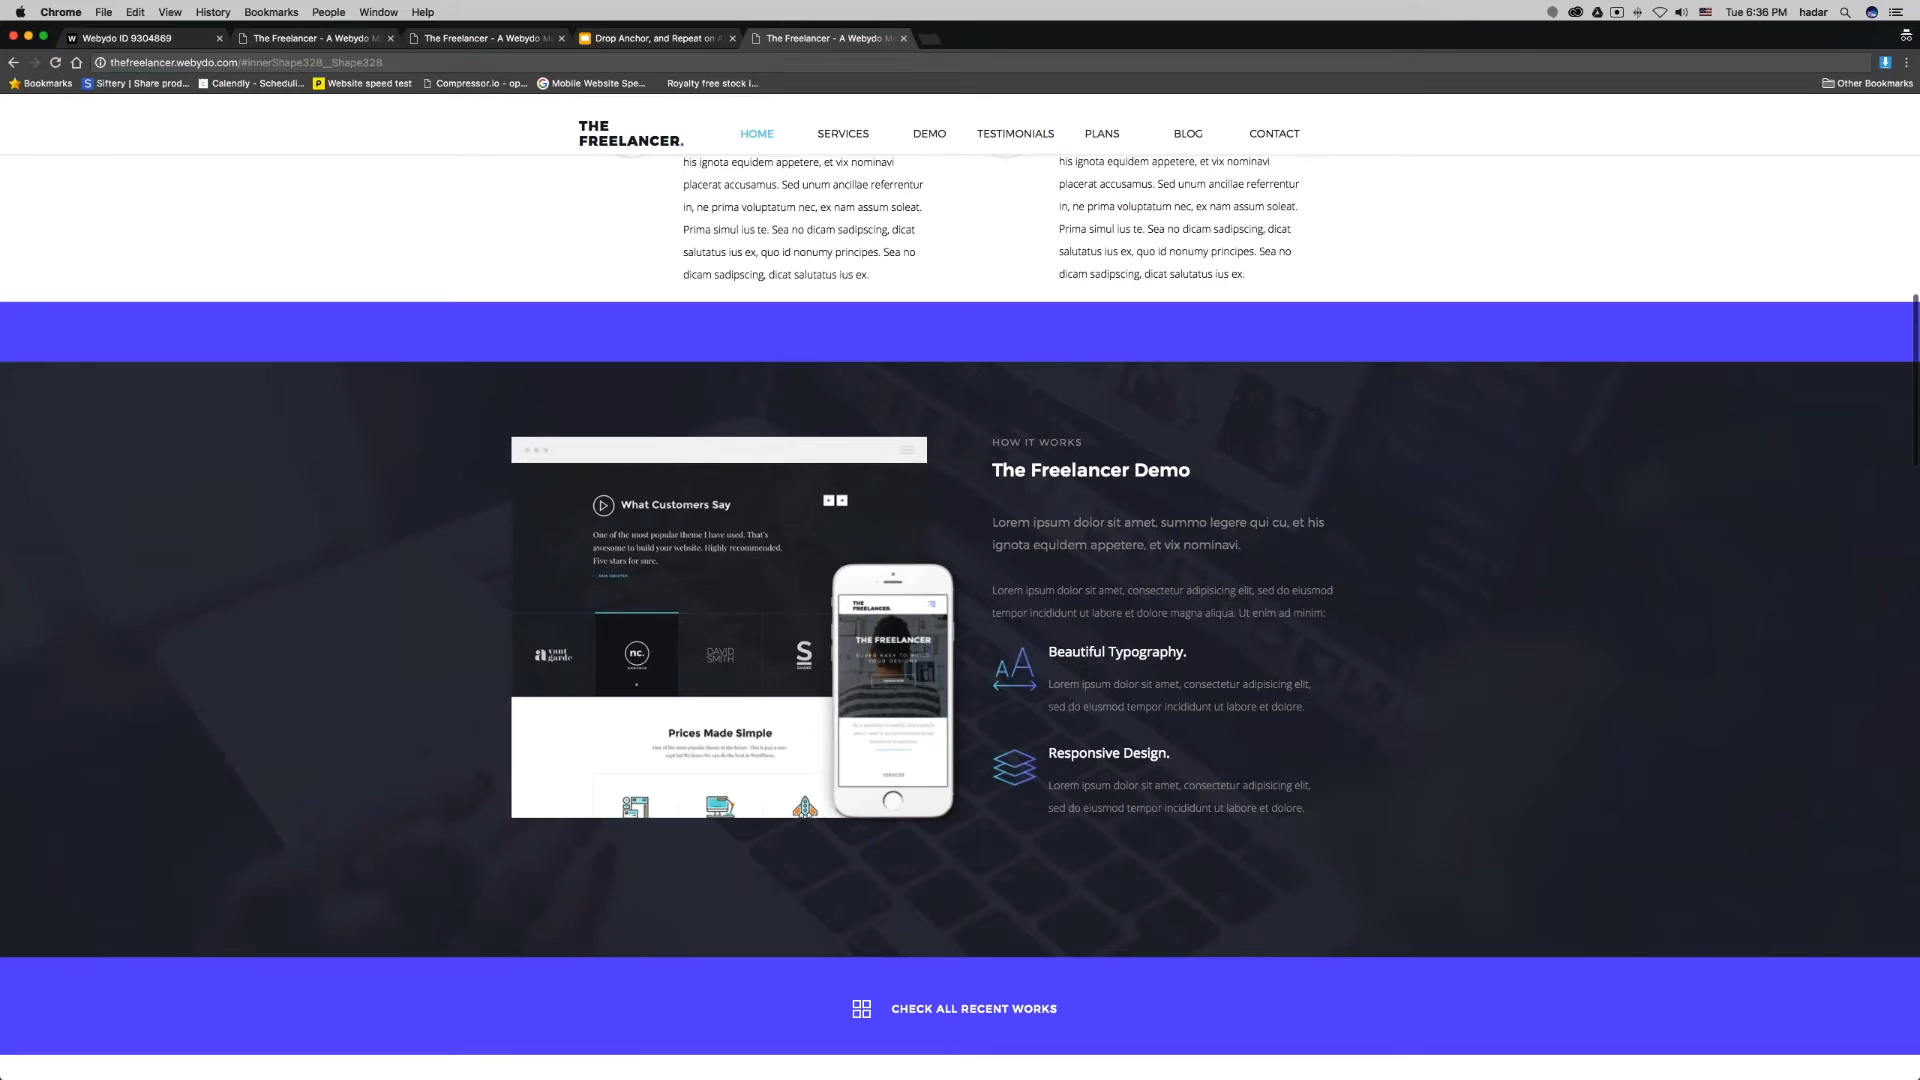 Chrome File Edit View History Bookmarks People Window Help Tue 6:36 PM hadar
Webydo ID 9304869 The Freelancer - A Webydo The Freelancer - A Webydo Drop Anchor, and Repeat on The Freelancer - A Webydo
thefreelancer.webydo.com/#innerShape328__Shape328
Bookmarks Siftery | Share prod... Calendly - Scheduli... Website speed test Compressor.io - op... Mobile Website Spe... Royalty free stock i... Other Bookmarks
THE
FREELANCER.
HOME SERVICES DEMO TESTIMONIALS PLANS BLOG CONTACT
his ignota equidem appetere, et vix nominavi
placerat accusamus. Sed unum ancillae referrentur
in, ne prima voluptatum nec, ex nam assum soleat.
Prima simul ius te. Sea no dicam sadipscing, dicat
salutatus ius ex, quo id nonumy principes. Sea no
dicam sadipscing, dicat salutatus ius ex.
his ignota equidem appetere, et vix nominavi
placerat accusamus. Sed unum ancillae referrentur
in, ne prima voluptatum nec, ex nam assum soleat.
Prima simul ius te. Sea no dicam sadipscing, dicat
salutatus ius ex, quo id nonumy principes. Sea no
dicam sadipscing, dicat salutatus ius ex.
What Customers Say
One of the most popular theme I have used. That's
awesome to build your website. Highly recommended.
Five stars for sure.
avant
garde
nc.
DAVID
SMITH
S
Prices Made Simple
THE
FREELANCER.
THE FREELANCER
SUPER EASY TO BUILD
YOUR DESIGNS
SERVICES
HOW IT WORKS
The Freelancer Demo
Lorem ipsum dolor sit amet, summo legere qui cu, et his
ignota equidem appetere, et vix nominavi.
Lorem ipsum dolor sit amet, consectetur adipisicing elit, sed do eiusmod
tempor incididunt ut labore et dolore magna aliqua. Ut enim ad minim:
Beautiful Typography.
Lorem ipsum dolor sit amet, consectetur adipisicing elit,
sed do eiusmod tempor incididunt ut labore et dolore.
Responsive Design.
Lorem ipsum dolor sit amet, consectetur adipisicing elit,
sed do eiusmod tempor incididunt ut labore et dolore.
CHECK ALL RECENT WORKS